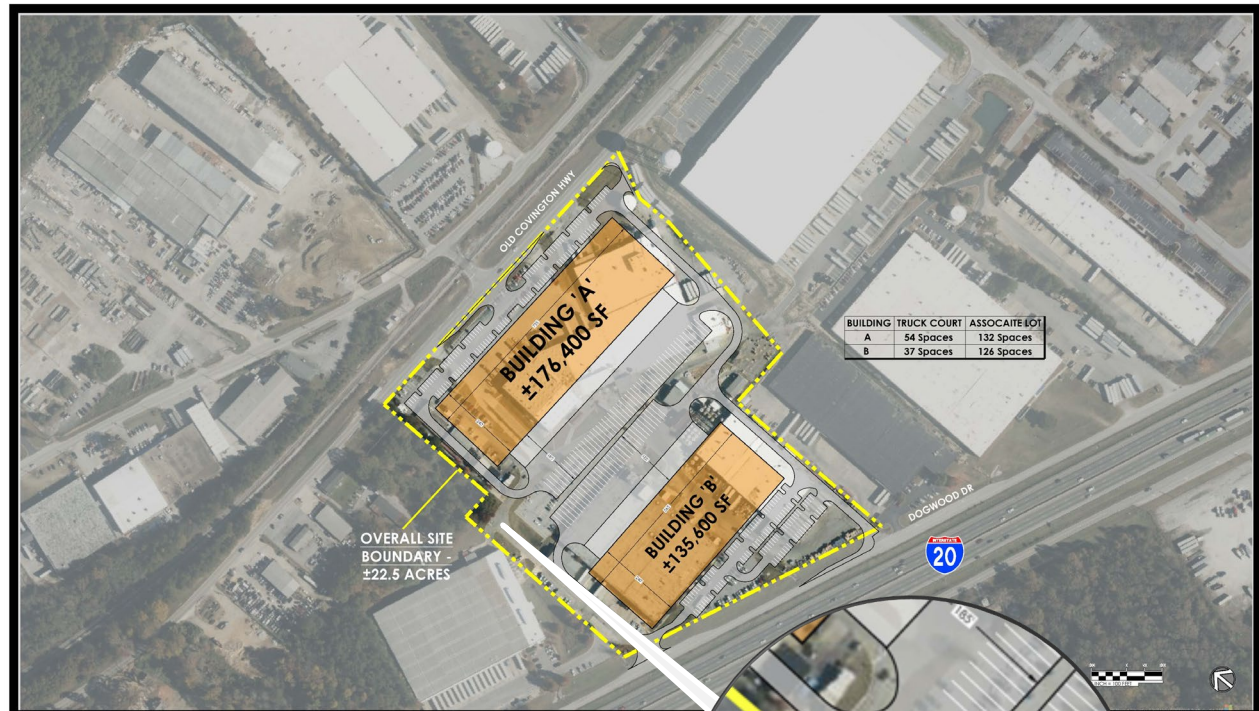 OLD COVINGTON HWY
BUILDING 'A'
±176,400 SF
BUILDING TRUCK COURT ASSOCAITE LOT
A 54 Spaces 132 Spaces
B 37 Spaces 126 Spaces
BUILDING 'B'
±135,600 SF
DOGWOOD DR
INTERSTATE
20
OVERALL SITE
BOUNDARY -
±22.5 ACRES
185